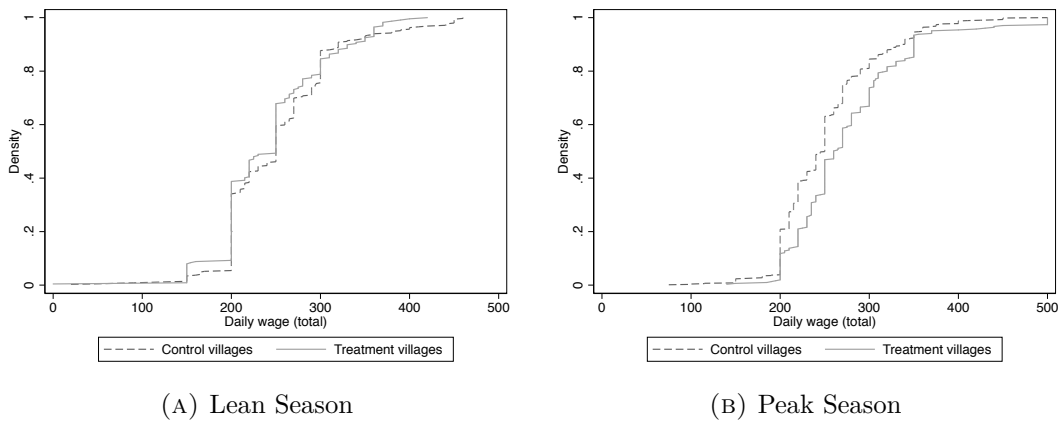 Density
0
.2
.4
.6
.8
1
0
100
200
300
400
500
Daily wage (total)
Control villages
Treatment villages
(A) Lean Season
Density
0
.2
.4
.6
.8
1
0
100
200
300
400
500
Daily wage (total)
Control villages
Treatment villages
(B) Peak Season